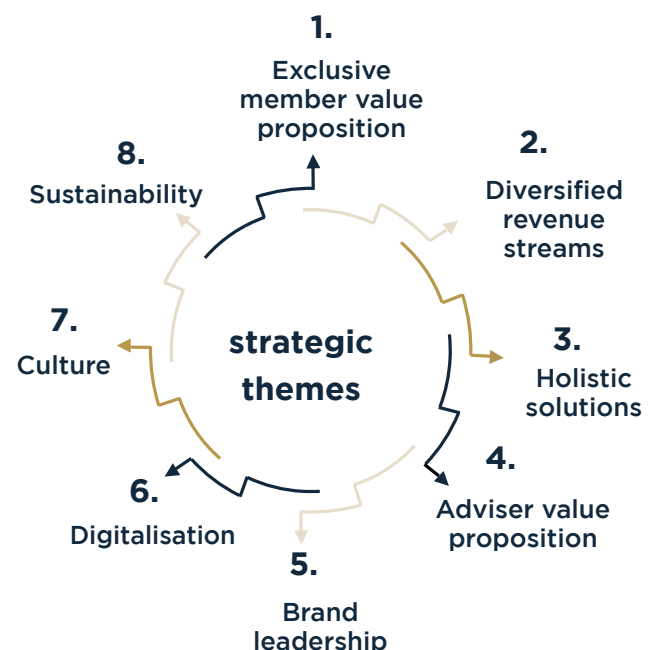 1.
Exclusive
member value
proposition
2.
Diversified
revenue
streams
3.
Holistic
solutions
4.
Adviser value
proposition
5.
Brand
leadership
6.
Digitalisation
7.
Culture
8.
Sustainability
strategic
themes